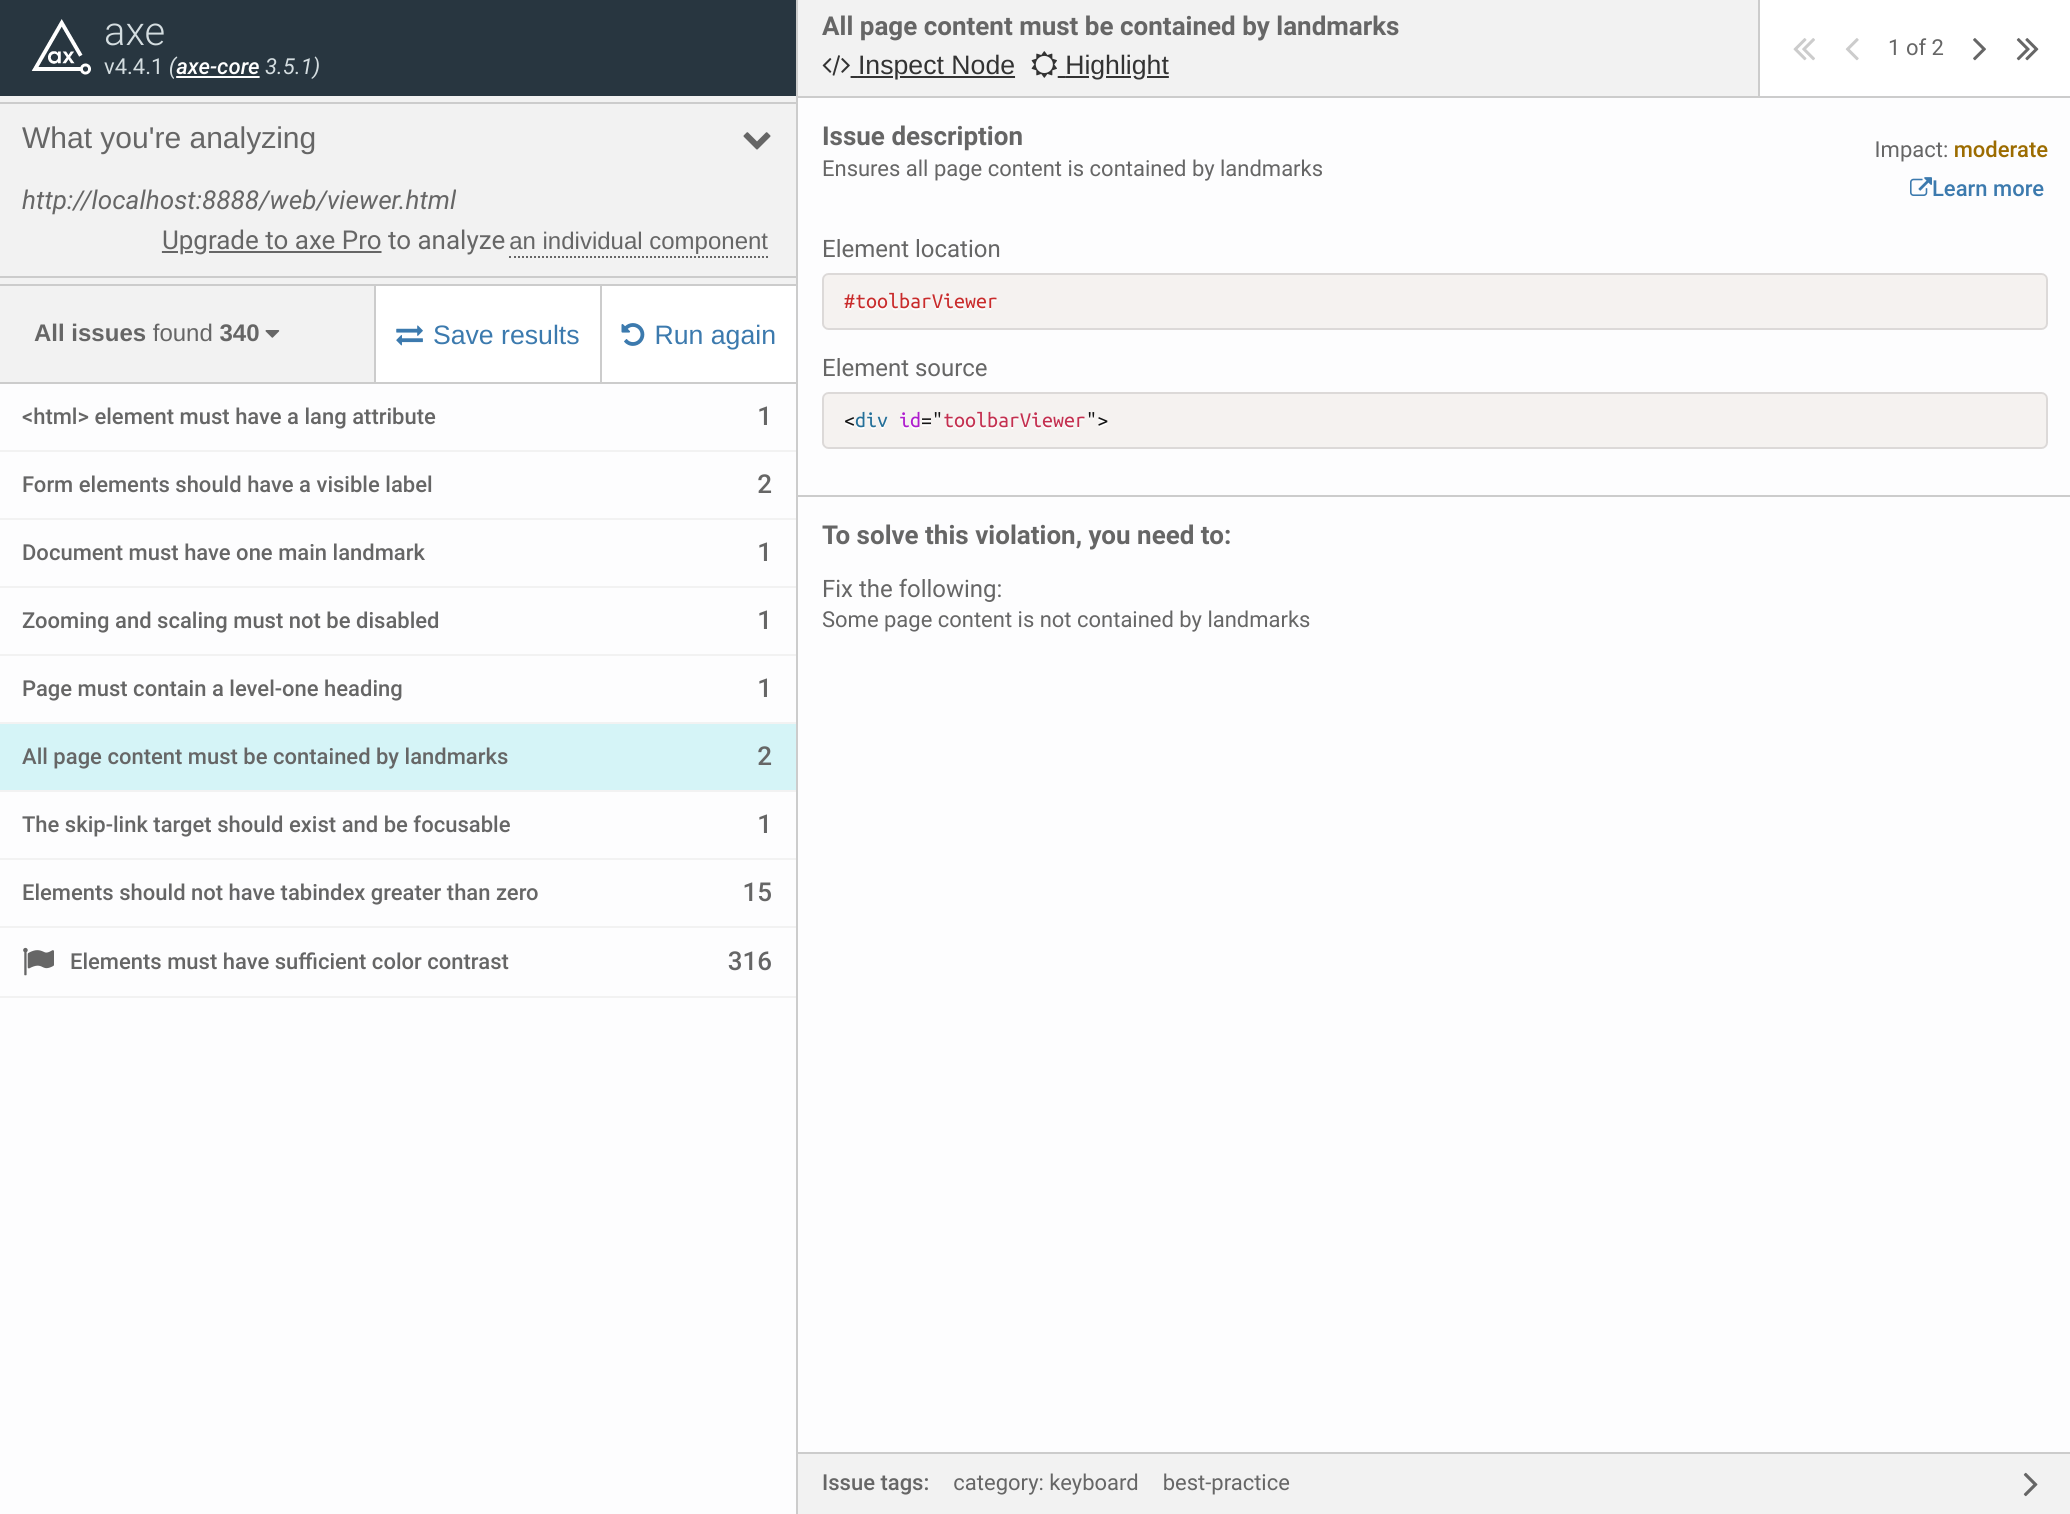 axe
v4.4.1 (axe-core 3.5.1)
What you're analyzing
http://localhost:8888/web/viewer.html
Upgrade to axe Pro to analyze an individual component
All issues found 340
Save results
Run again
<html> element must have a lang attribute 1
Form elements should have a visible label 2
Document must have one main landmark 1
Zooming and scaling must not be disabled 1
Page must contain a level-one heading 1
All page content must be contained by landmarks 2
The skip-link target should exist and be focusable 1
Elements should not have tabindex greater than zero 15
Elements must have sufficient color contrast 316
All page content must be contained by landmarks
</> Inspect Node Highlight
1 of 2
Issue description
Ensures all page content is contained by landmarks
Impact: moderate
Learn more
Element location
#toolbarViewer
Element source
<div id="toolbarViewer">
To solve this violation, you need to:
Fix the following:
Some page content is not contained by landmarks
Issue tags: category: keyboard best-practice